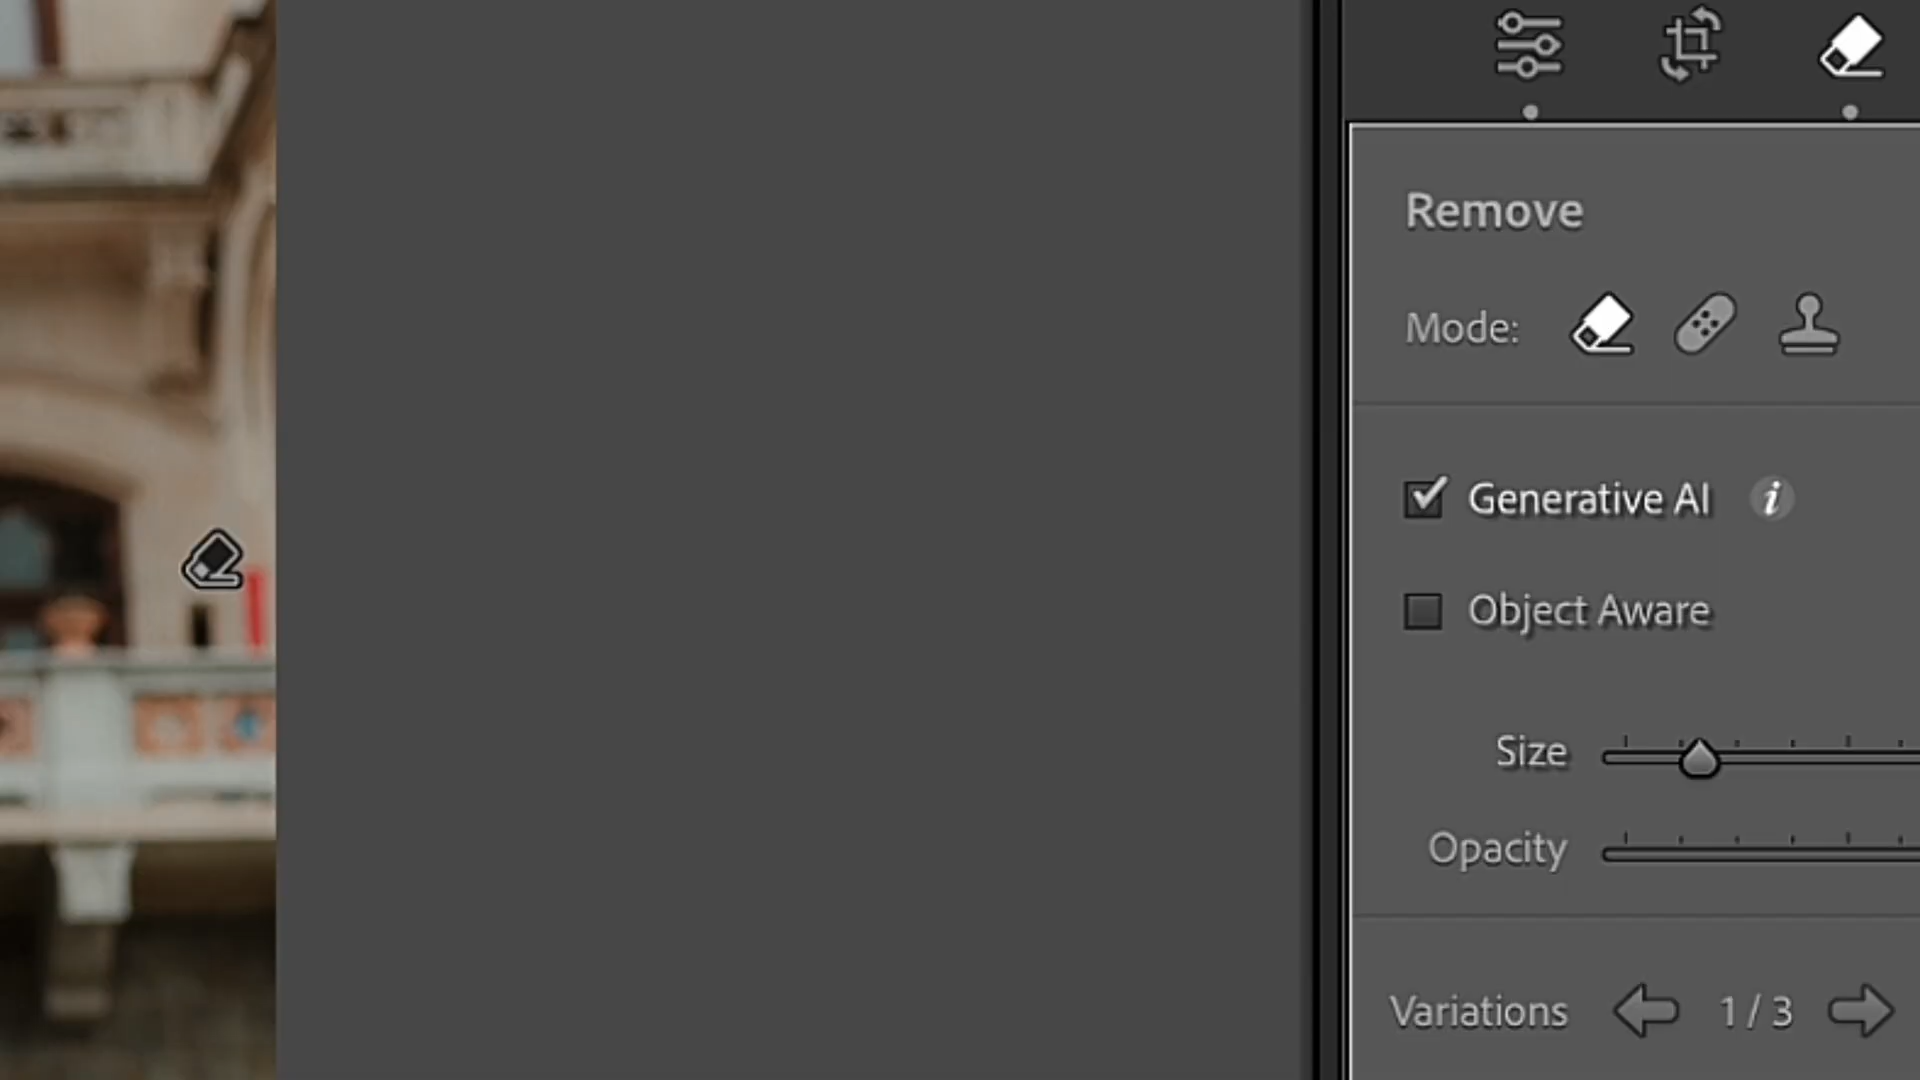 Remove
Mode:
Generative AI i
Object Aware
Size
Opacity
Variations 1 / 3